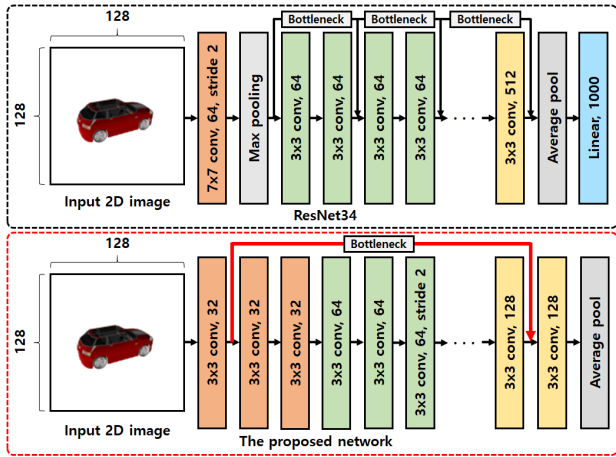 128
128
Input 2D image
7x7 conv, 64, stride 2
Max pooling
Bottleneck
Bottleneck
Bottleneck
3x3 conv, 64
3x3 conv, 64
3x3 conv, 64
3x3 conv, 64
. . . .
3x3 conv, 512
Average pool
Linear, 1000
ResNet34
128
128
Input 2D image
Bottleneck
3x3 conv, 32
3x3 conv, 32
3x3 conv, 32
3x3 conv, 64
3x3 conv, 64
3x3 conv, 64, stride 2
. . . .
3x3 conv, 128
3x3 conv, 128
Average pool
The proposed network